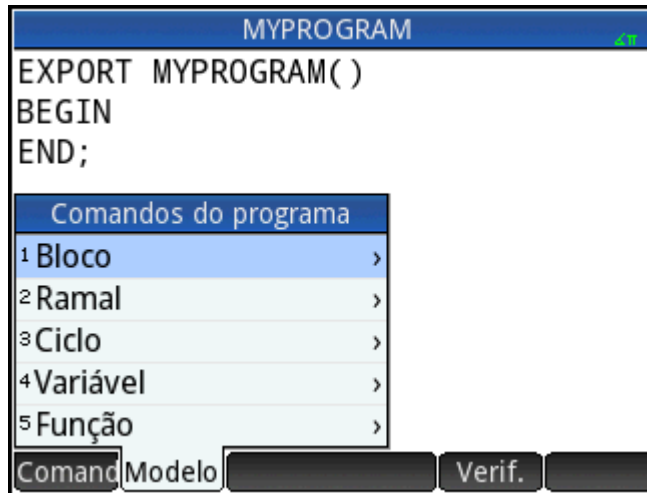 MYPROGRAM
∡π
EXPORT MYPROGRAM()
BEGIN
END;
Comandos do programa
1 Bloco ›
2 Ramal ›
3 Ciclo ›
4 Variável ›
5 Função ›
Comand Modelo Verif.